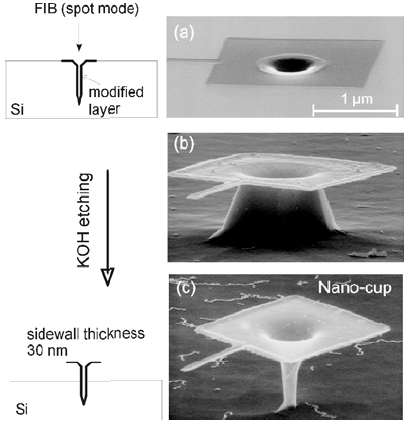 FIB (spot mode)
modified
layer
Si
(a)
1 µm
KOH etching
(b)
sidewall thickness
30 nm
Si
(c)
Nano-cup